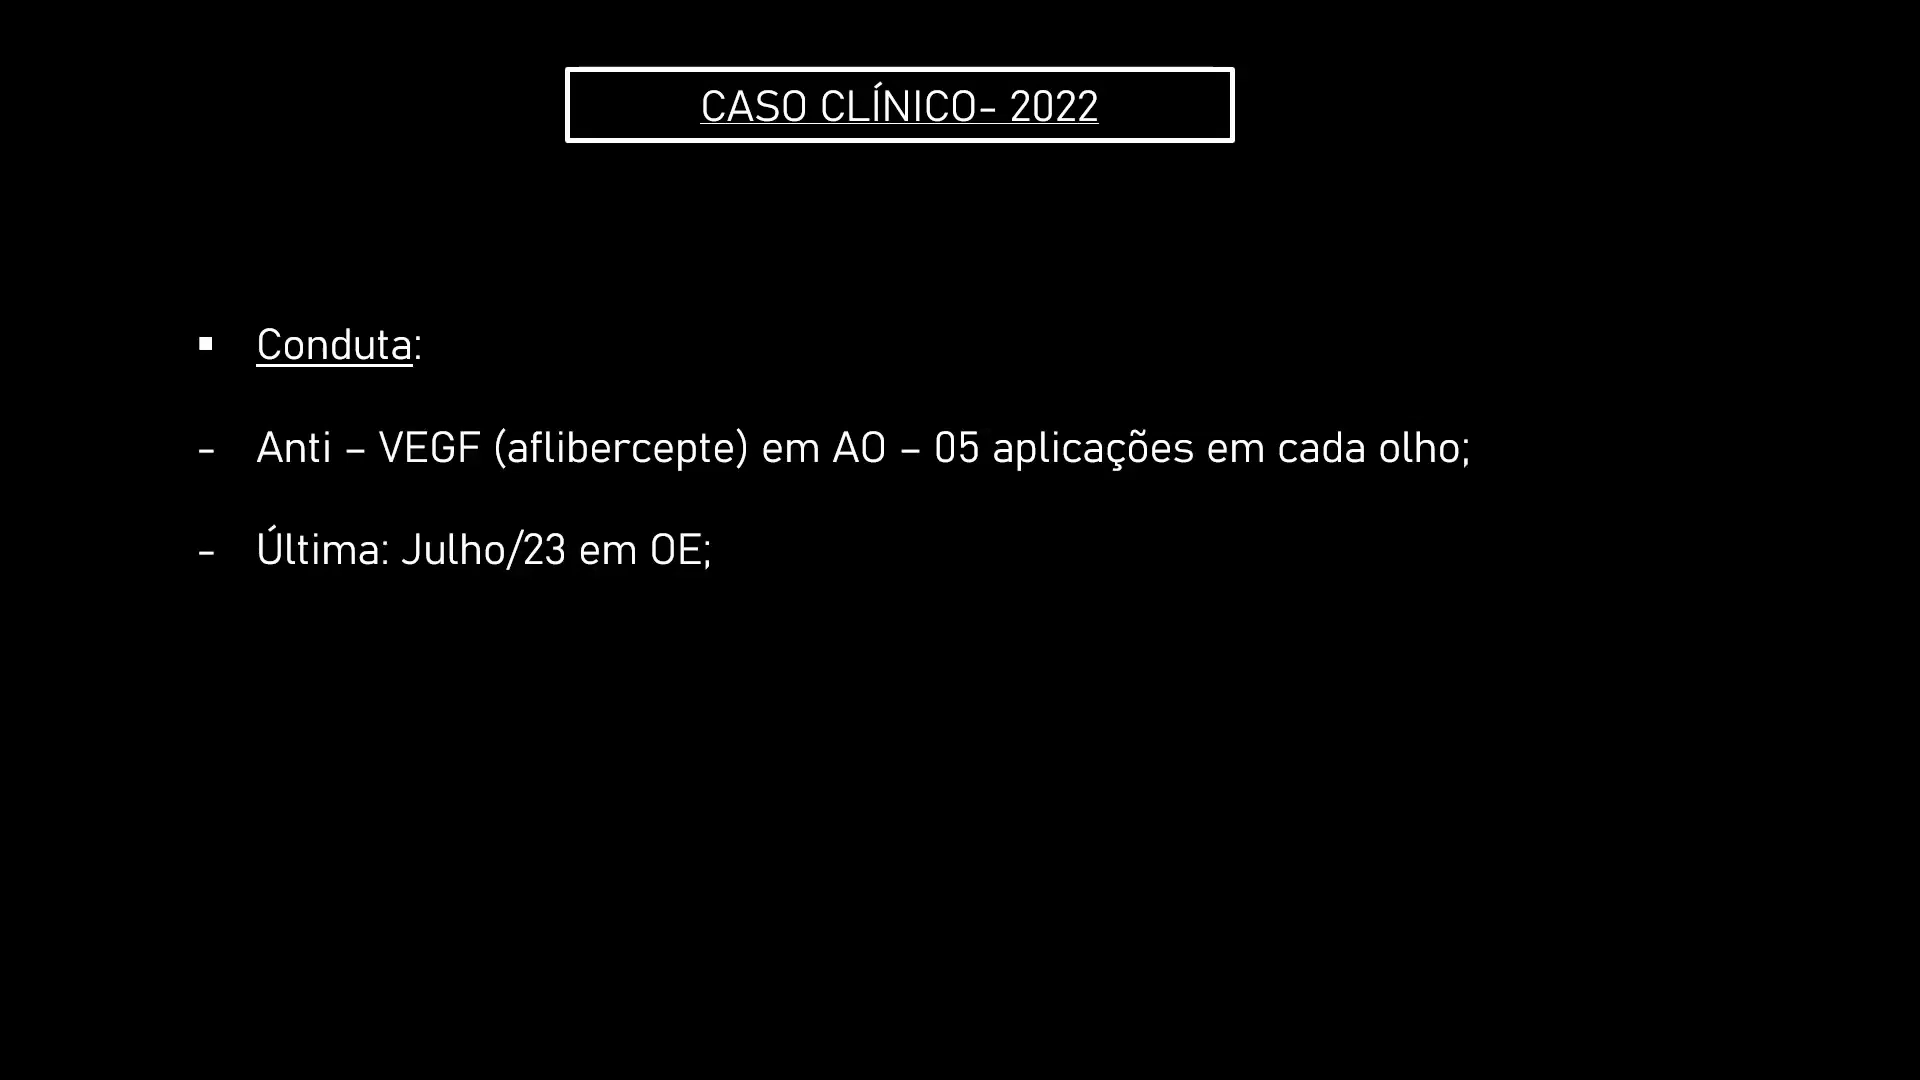 CASO CLÍNICO- 2022
▪ Conduta:
- Anti – VEGF (aflibercepte) em AO – 05 aplicações em cada olho;
- Última: Julho/23 em OE;